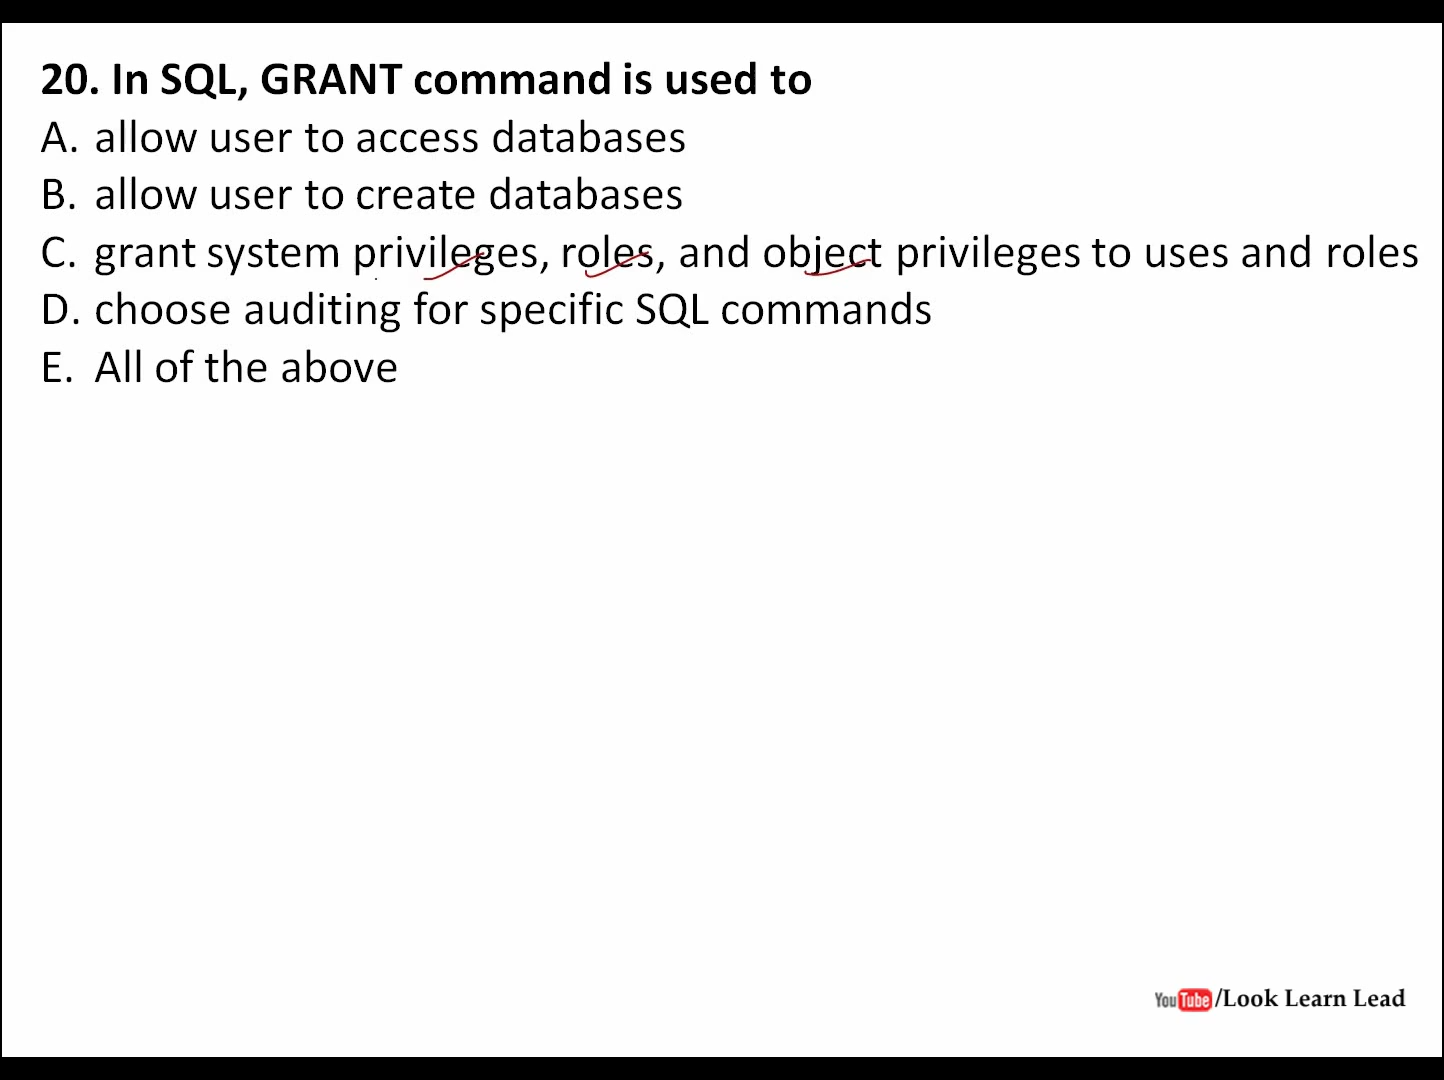 20. In SQL, GRANT command is used to
A. allow user to access databases
B. allow user to create databases
C. grant system privileges, roles, and object privileges to uses and roles
D. choose auditing for specific SQL commands
E. All of the above
YouTube/Look Learn Lead